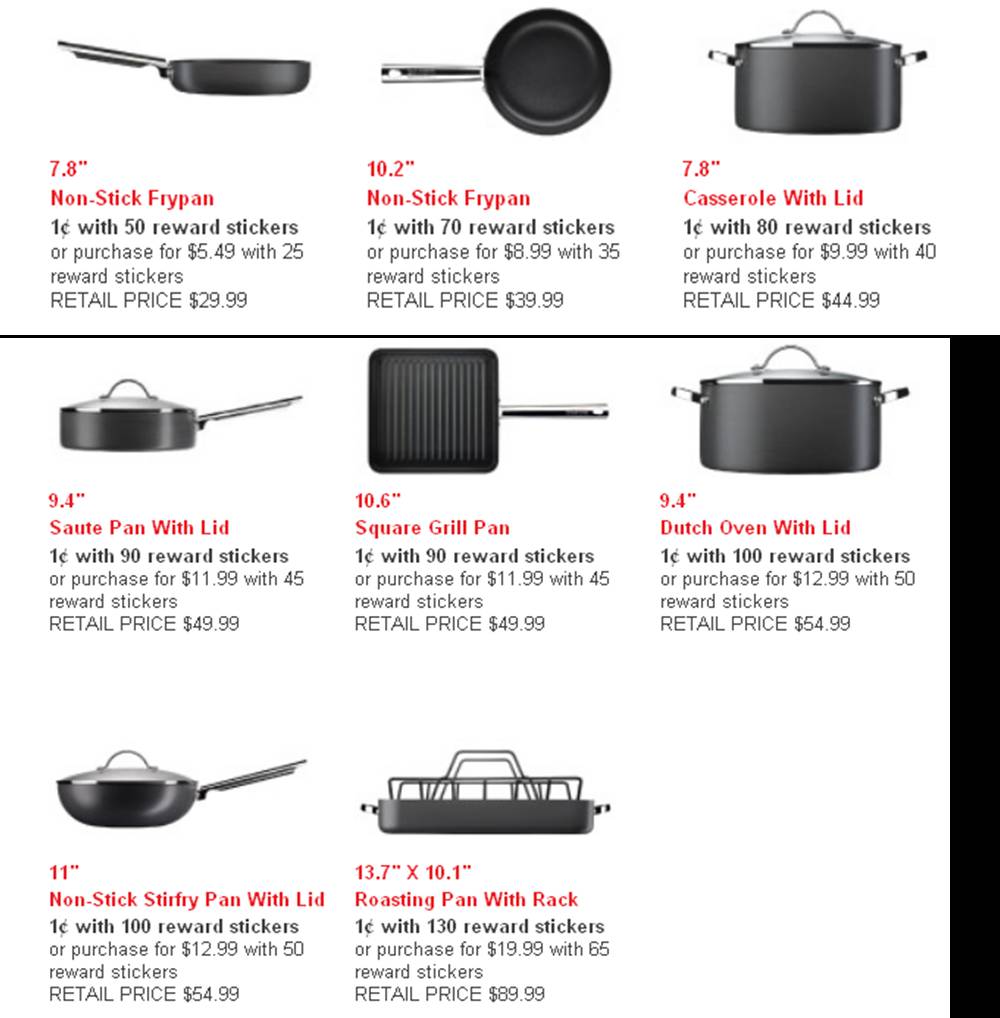 7.8"
Non-Stick Frypan
1¢ with 50 reward stickers
or purchase for $5.49 with 25
reward stickers
RETAIL PRICE $29.99
10.2"
Non-Stick Frypan
1¢ with 70 reward stickers
or purchase for $8.99 with 35
reward stickers
RETAIL PRICE $39.99
7.8"
Casserole With Lid
1¢ with 80 reward stickers
or purchase for $9.99 with 40
reward stickers
RETAIL PRICE $44.99
9.4"
Saute Pan With Lid
1¢ with 90 reward stickers
or purchase for $11.99 with 45
reward stickers
RETAIL PRICE $49.99
10.6"
Square Grill Pan
1¢ with 90 reward stickers
or purchase for $11.99 with 45
reward stickers
RETAIL PRICE $49.99
9.4"
Dutch Oven With Lid
1¢ with 100 reward stickers
or purchase for $12.99 with 50
reward stickers
RETAIL PRICE $54.99
11"
Non-Stick Stirfry Pan With Lid
1¢ with 100 reward stickers
or purchase for $12.99 with 50
reward stickers
RETAIL PRICE $54.99
13.7" X 10.1"
Roasting Pan With Rack
1¢ with 130 reward stickers
or purchase for $19.99 with 65
reward stickers
RETAIL PRICE $89.99